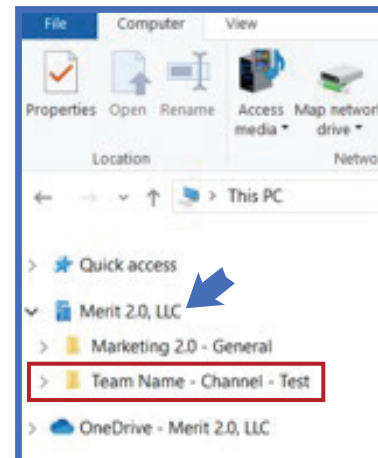 File Computer View
Properties Open Rename Access media Map network drive
Location Netwo
This PC
Quick access
Merit 2.0, LLC
Marketing 2.0 - General
Team Name - Channel - Test
OneDrive - Merit 2.0, LLC